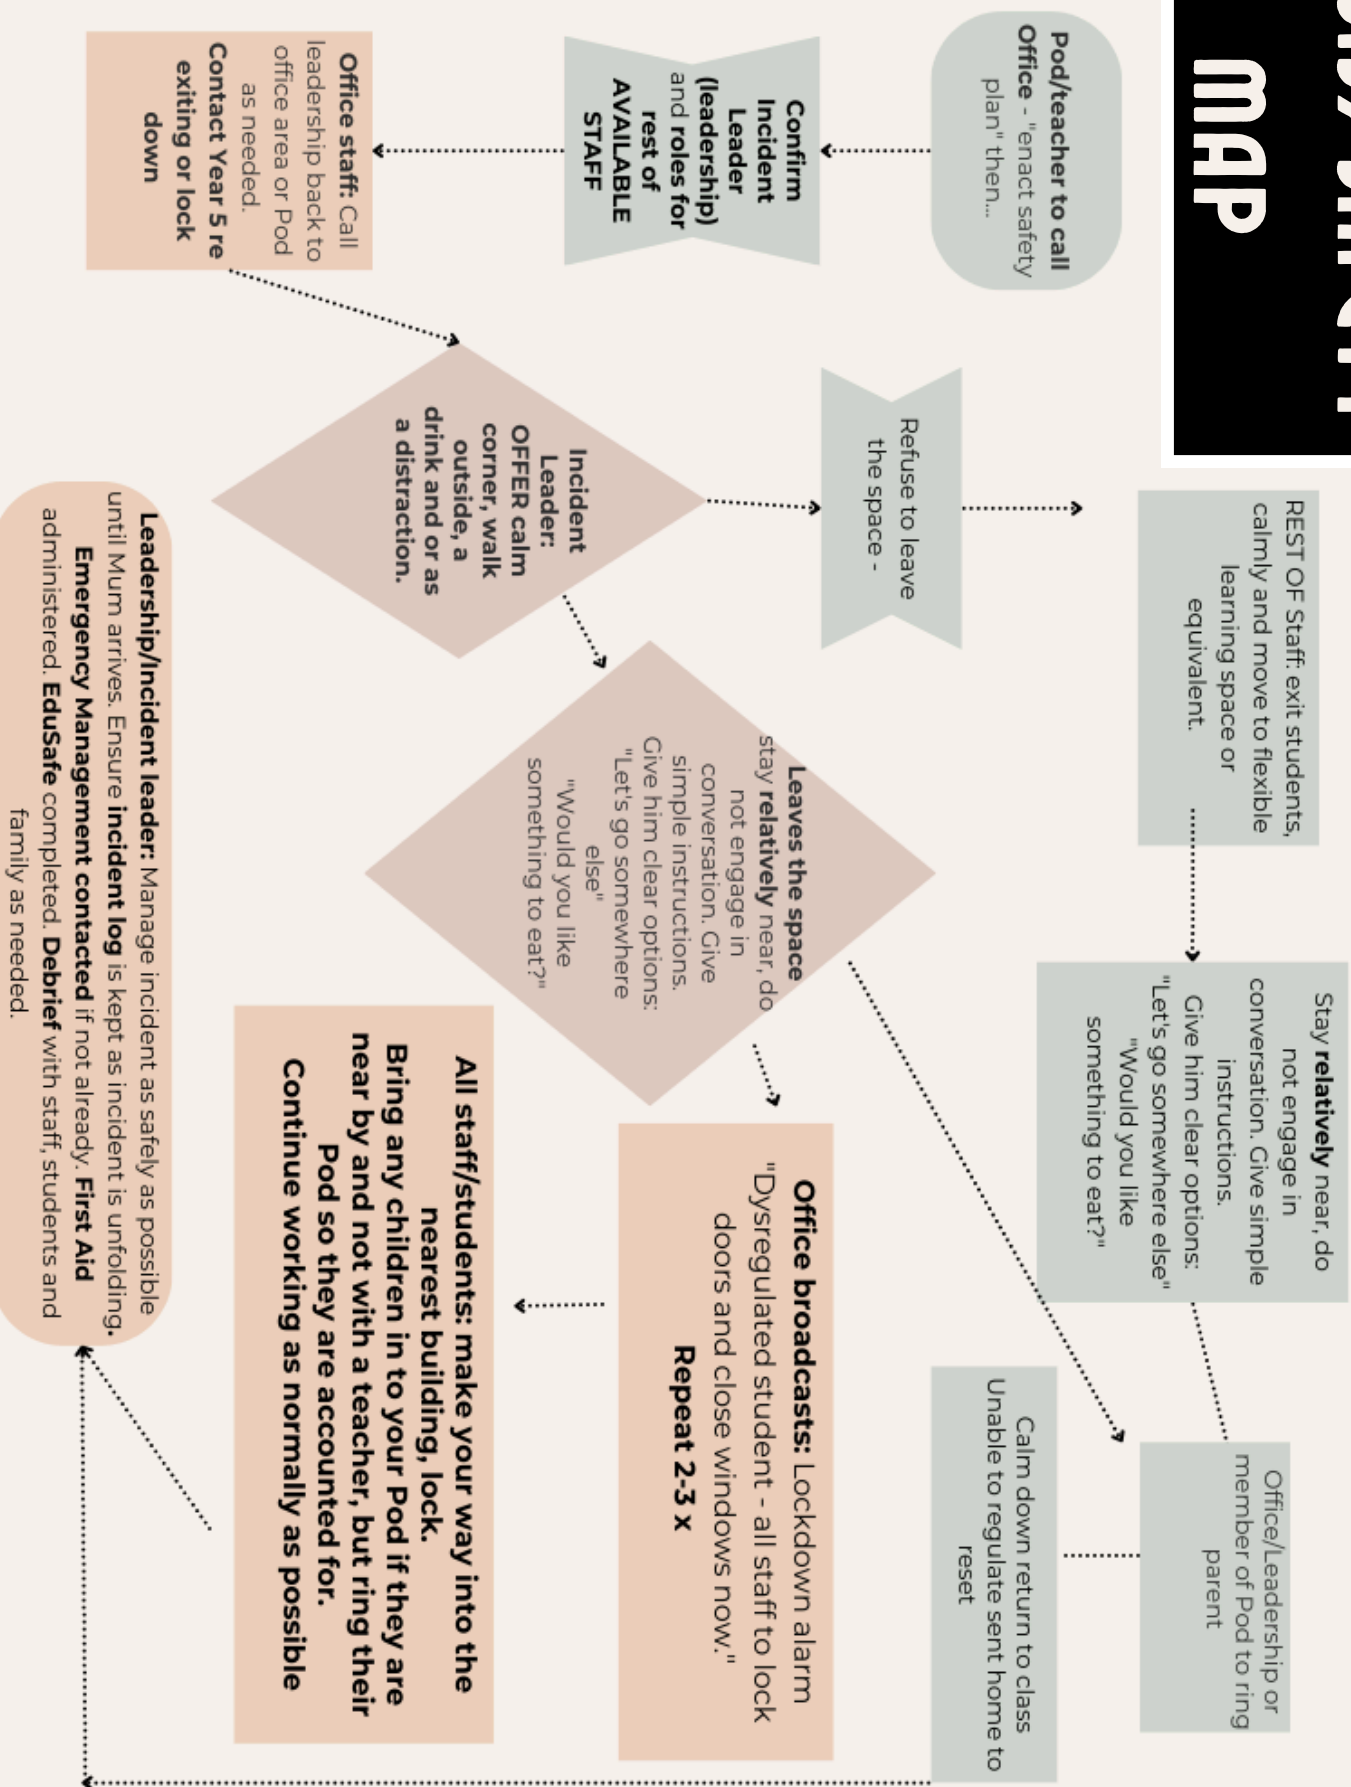 MAP
Pod/teacher to call
Office - "enact safety
plan" then...
Confirm
Incident
Leader
(leadership)
and roles for
rest of
AVAILABLE
STAFF
Office staff: Call
leadership back to
office area or Pod
as needed.
Contact Year 5 re
exiting or lock
down
Incident
Leader:
OFFER calm
corner, walk
outside, a
drink and or as
a distraction.
Refuse to leave
the space -
REST OF Staff: exit students,
calmly and move to flexible
learning space or
equivalent.
Stay relatively near, do
not engage in
conversation. Give simple
instructions.
Give him clear options:
"Let's go somewhere else"
"Would you like
something to eat?"
Leaves the space
stay relatively near, do
not engage in
conversation. Give
simple instructions.
Give him clear options:
"Let's go somewhere
else"
"Would you like
something to eat?"
Office/Leadership or
member of Pod to ring
parent
Calm down return to class
Unable to regulate sent home to
reset
Office broadcasts: Lockdown alarm
"Dysregulated student - all staff to lock
doors and close windows now."
Repeat 2-3 x
All staff/students: make your way into the
nearest building, lock.
Bring any children in to your Pod if they are
near by and not with a teacher, but ring their
Pod so they are accounted for.
Continue working as normally as possible
Leadership/Incident leader: Manage incident as safely as possible
until Mum arrives. Ensure incident log is kept as incident is unfolding.
Emergency Management contacted if not already. First Aid
administered. EduSafe completed. Debrief with staff, students and
family as needed.